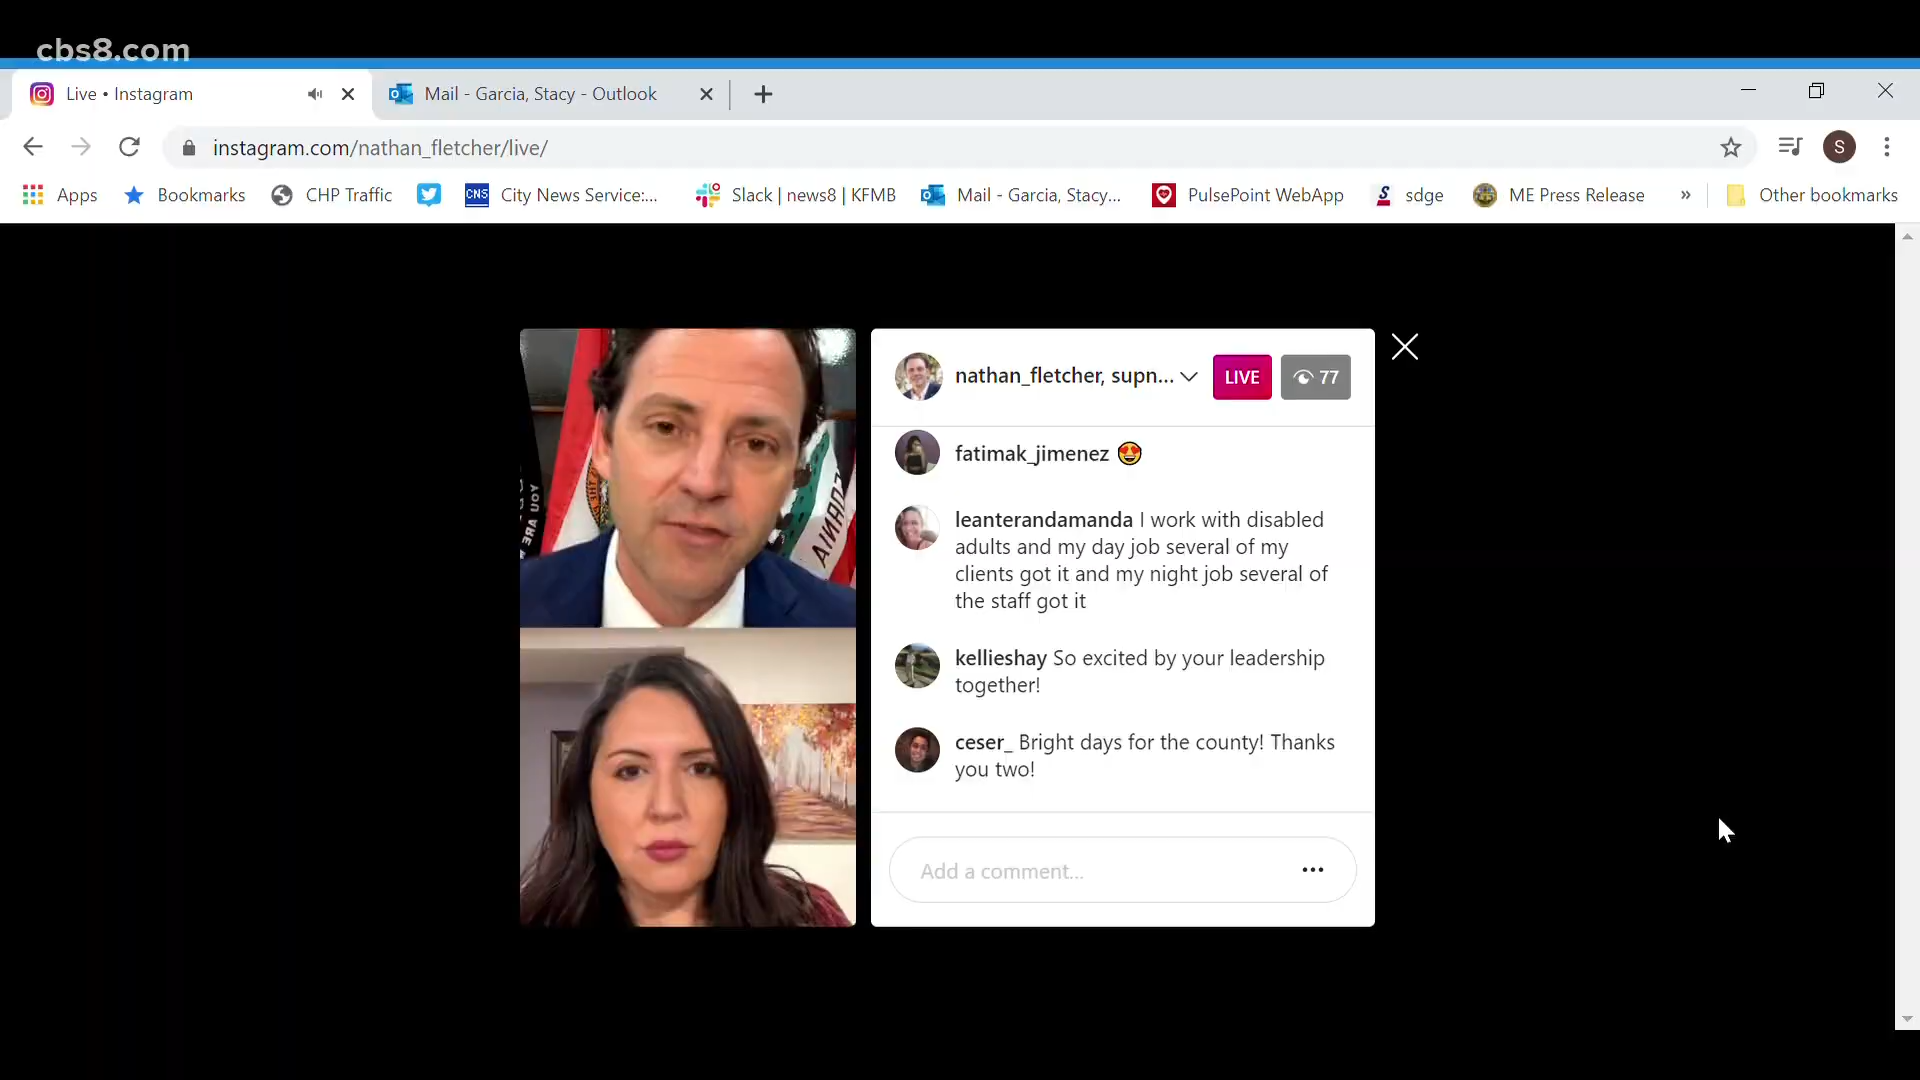 cbs8.com
Live • Instagram
Mail - Garcia, Stacy - Outlook
instagram.com/nathan_fletcher/live/
S
Apps
Bookmarks
CHP Traffic
CNS
City News Service:...
Slack | news8 | KFMB
Mail - Garcia, Stacy...
PulsePoint WebApp
sdge
ME Press Release
»
Other bookmarks
nathan_fletcher, supn...
LIVE
77
fatimak_jimenez 😍
leanterandamanda I work with disabled
adults and my day job several of my
clients got it and my night job several of
the staff got it
kellieshay So excited by your leadership
together!
ceser_ Bright days for the county! Thanks
you two!
Add a comment...
YOU ARE
THE